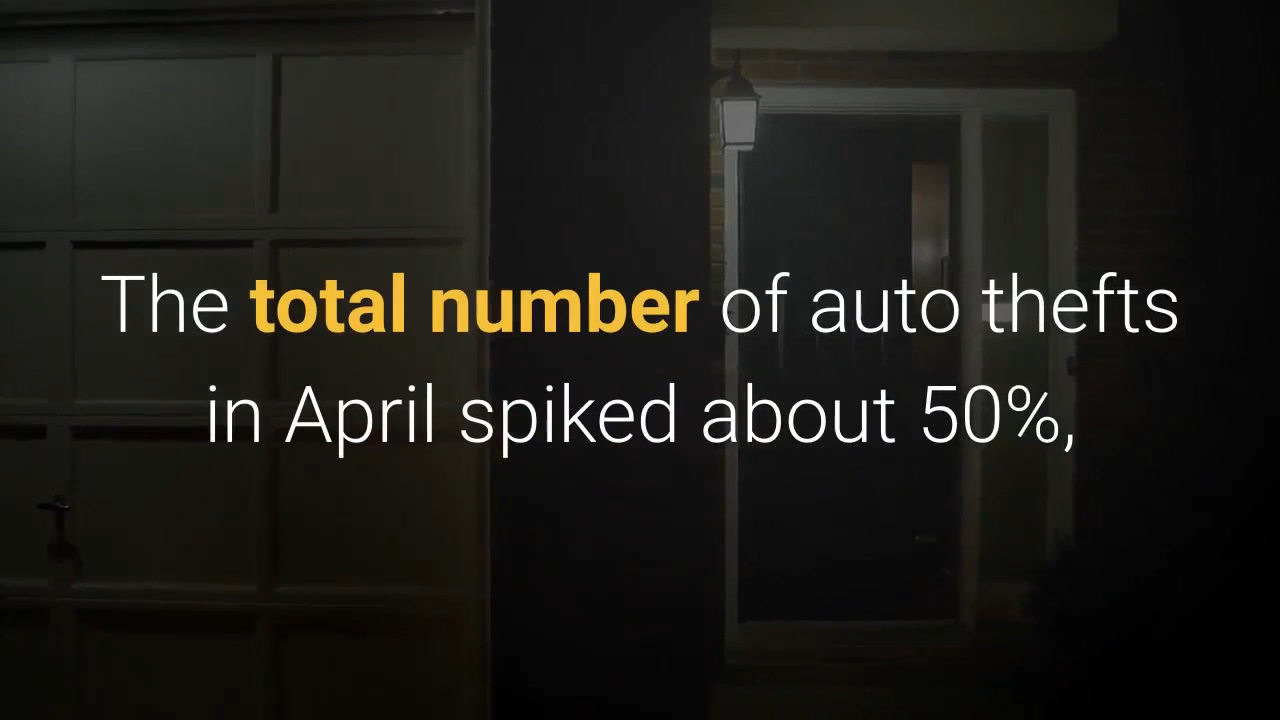 The total number of auto thefts
in April spiked about 50%,